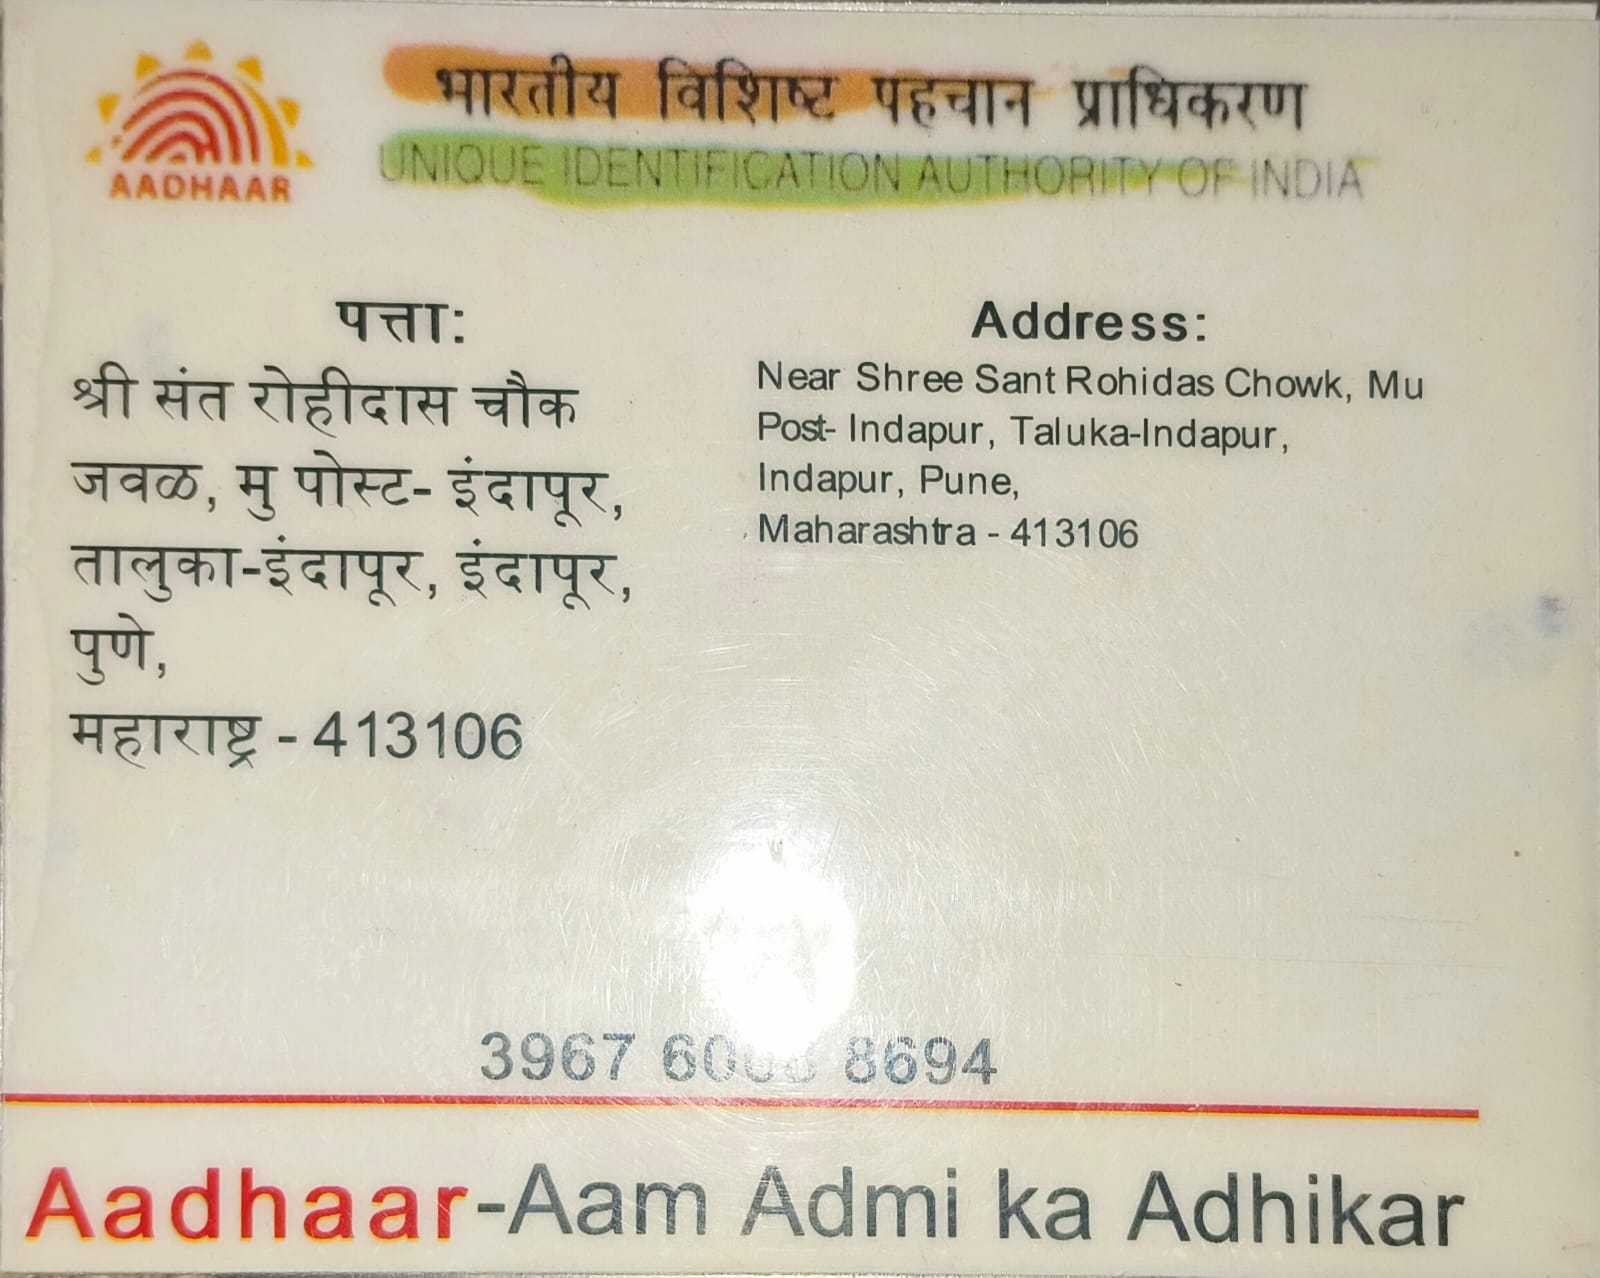 AADHAAR
भारतीय विशिष्ट पहचान प्राधिकरण
UNIQUE IDENTIFICATION AUTHORITY OF INDIA
पत्ता:
श्री संत रोहीदास चौक
जवळ, मु पोस्ट- इंदापूर,
तालुका-इंदापूर, इंदापूर,
पुणे,
महाराष्ट्र - 413106
Address:
Near Shree Sant Rohidas Chowk, Mu
Post- Indapur, Taluka-Indapur,
Indapur, Pune,
Maharashtra - 413106
3967 8694
Aadhaar-Aam Admi ka Adhikar